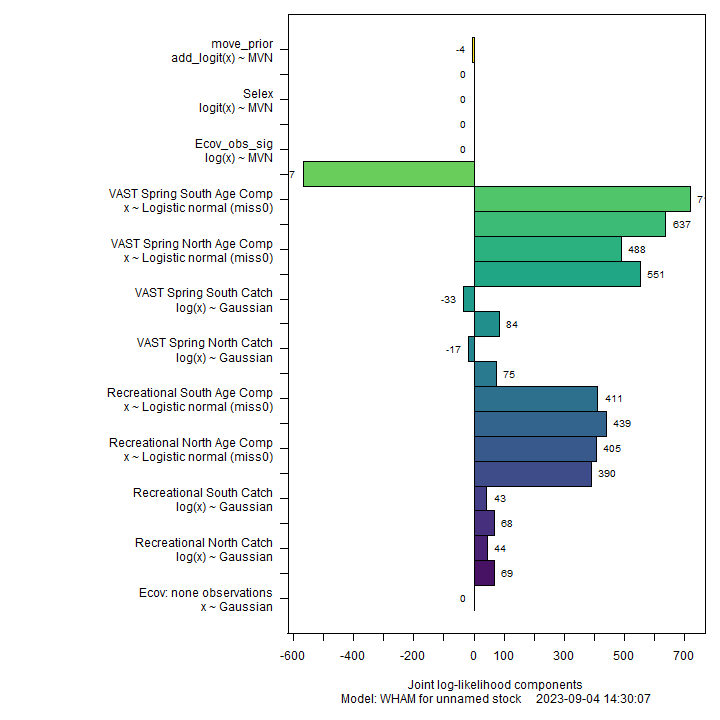 move_prior
add_logit(x) ~ MVN
-4
0
Selex
logit(x) ~ MVN
0
0
Ecov_obs_sig
log(x) ~ MVN
0
7
VAST Spring South Age Comp
x ~ Logistic normal (miss0)
637
VAST Spring North Age Comp
x ~ Logistic normal (miss0)
488
551
VAST Spring South Catch
log(x) ~ Gaussian
-33
84
VAST Spring North Catch
log(x) ~ Gaussian
-17
75
Recreational South Age Comp
x ~ Logistic normal (miss0)
411
439
Recreational North Age Comp
x ~ Logistic normal (miss0)
405
390
Recreational South Catch
log(x) ~ Gaussian
43
68
Recreational North Catch
log(x) ~ Gaussian
44
69
Ecov: none observations
x ~ Gaussian
0
-600 -400 -200 0 100 300 500 700
Joint log-likelihood components
Model: WHAM for unnamed stock 2023-09-04 14:30:07